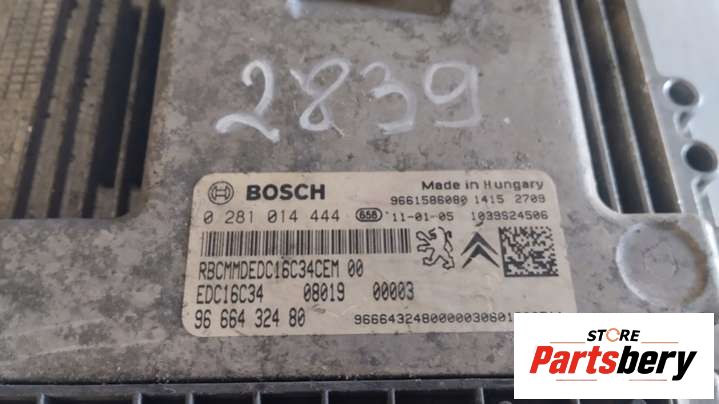 2839
BOSCH
Made in Hungary
9661586080 1415 2709
0 281 014 444 658 11-01-05 1039S24506
RBCMMDEDC16C34CEM 00
EDC16C34 08019 00003
96 664 324 80
STORE
Partsbery